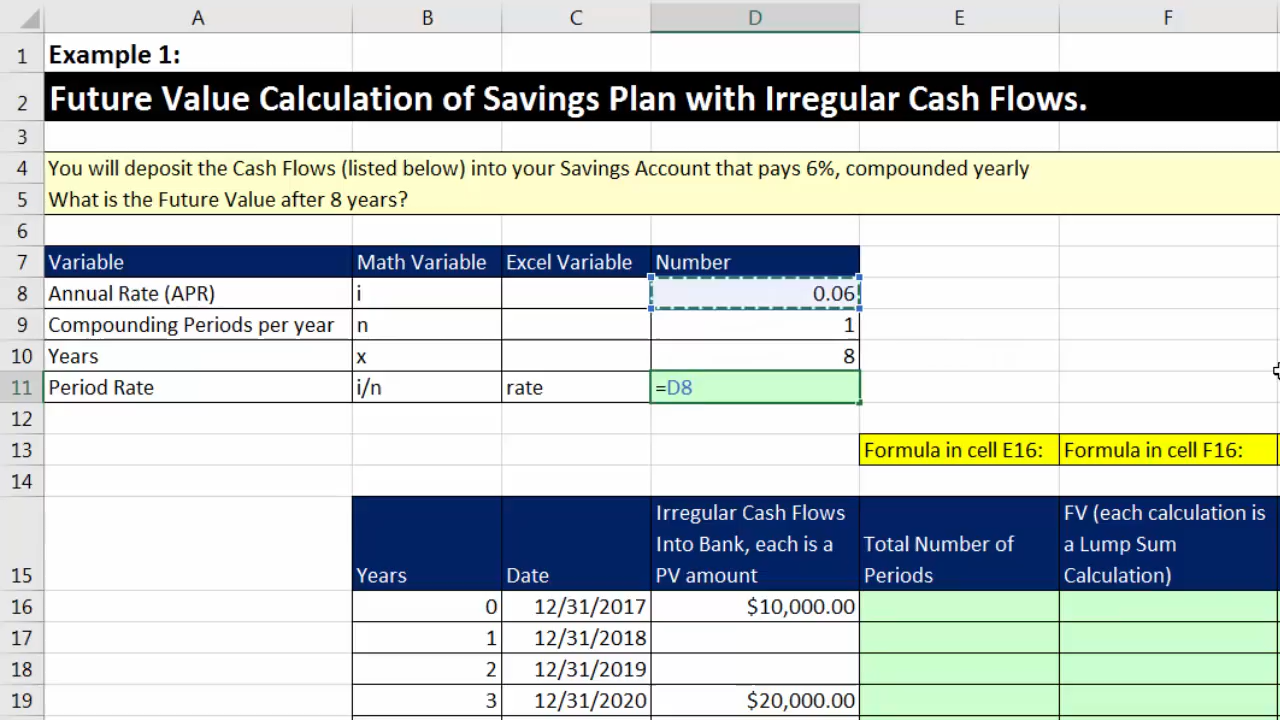 A B C D E F
1 Example 1:
2 Future Value Calculation of Savings Plan with Irregular Cash Flows.
3
4 You will deposit the Cash Flows (listed below) into your Savings Account that pays 6%, compounded yearly
5 What is the Future Value after 8 years?
6
7 Variable Math Variable Excel Variable Number
8 Annual Rate (APR) i 0.06
9 Compounding Periods per year n 1
10 Years x 8
11 Period Rate i/n rate =D8
12
13 Formula in cell E16: Formula in cell F16:
14
Irregular Cash Flows FV (each calculation is
Into Bank, each is a Total Number of a Lump Sum
15 Years Date PV amount Periods Calculation)
16 0 12/31/2017 $10,000.00
17 1 12/31/2018
18 2 12/31/2019
19 3 12/31/2020 $20,000.00